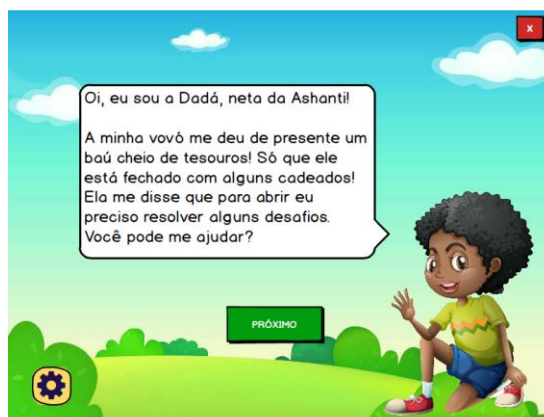 X
Oi, eu sou a Dadá, neta da Ashanti!
A minha vovó me deu de presente um
baú cheio de tesouros! Só que ele
está fechado com alguns cadeados!
Ela me disse que para abrir eu
preciso resolver alguns desafios.
Você pode me ajudar?
PRÓXIMO